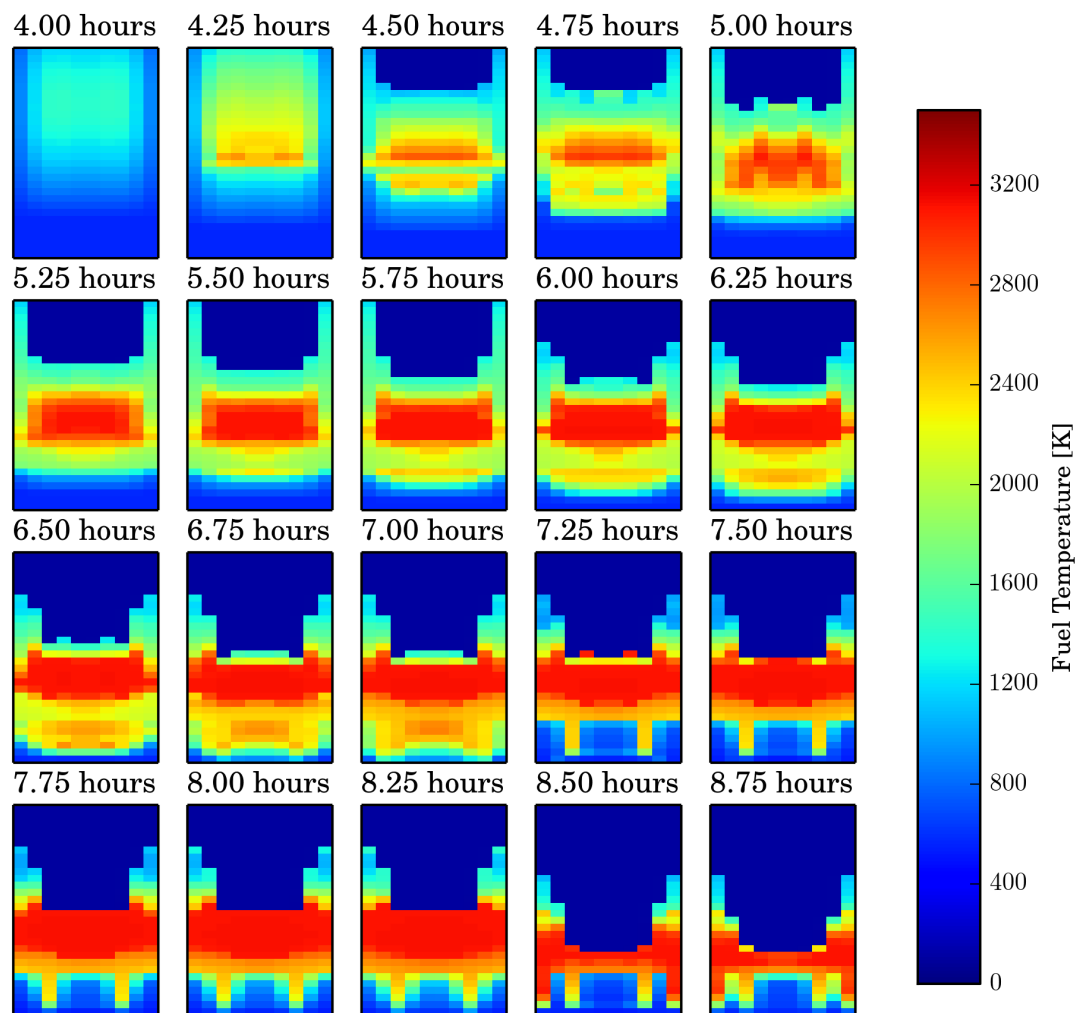 4.00 hours 4.25 hours 4.50 hours 4.75 hours 5.00 hours
5.25 hours 5.50 hours 5.75 hours 6.00 hours 6.25 hours
6.50 hours 6.75 hours 7.00 hours 7.25 hours 7.50 hours
7.75 hours 8.00 hours 8.25 hours 8.50 hours 8.75 hours
3200
2800
2400
2000
1600
1200
800
400
0
Fuel Temperature [K]